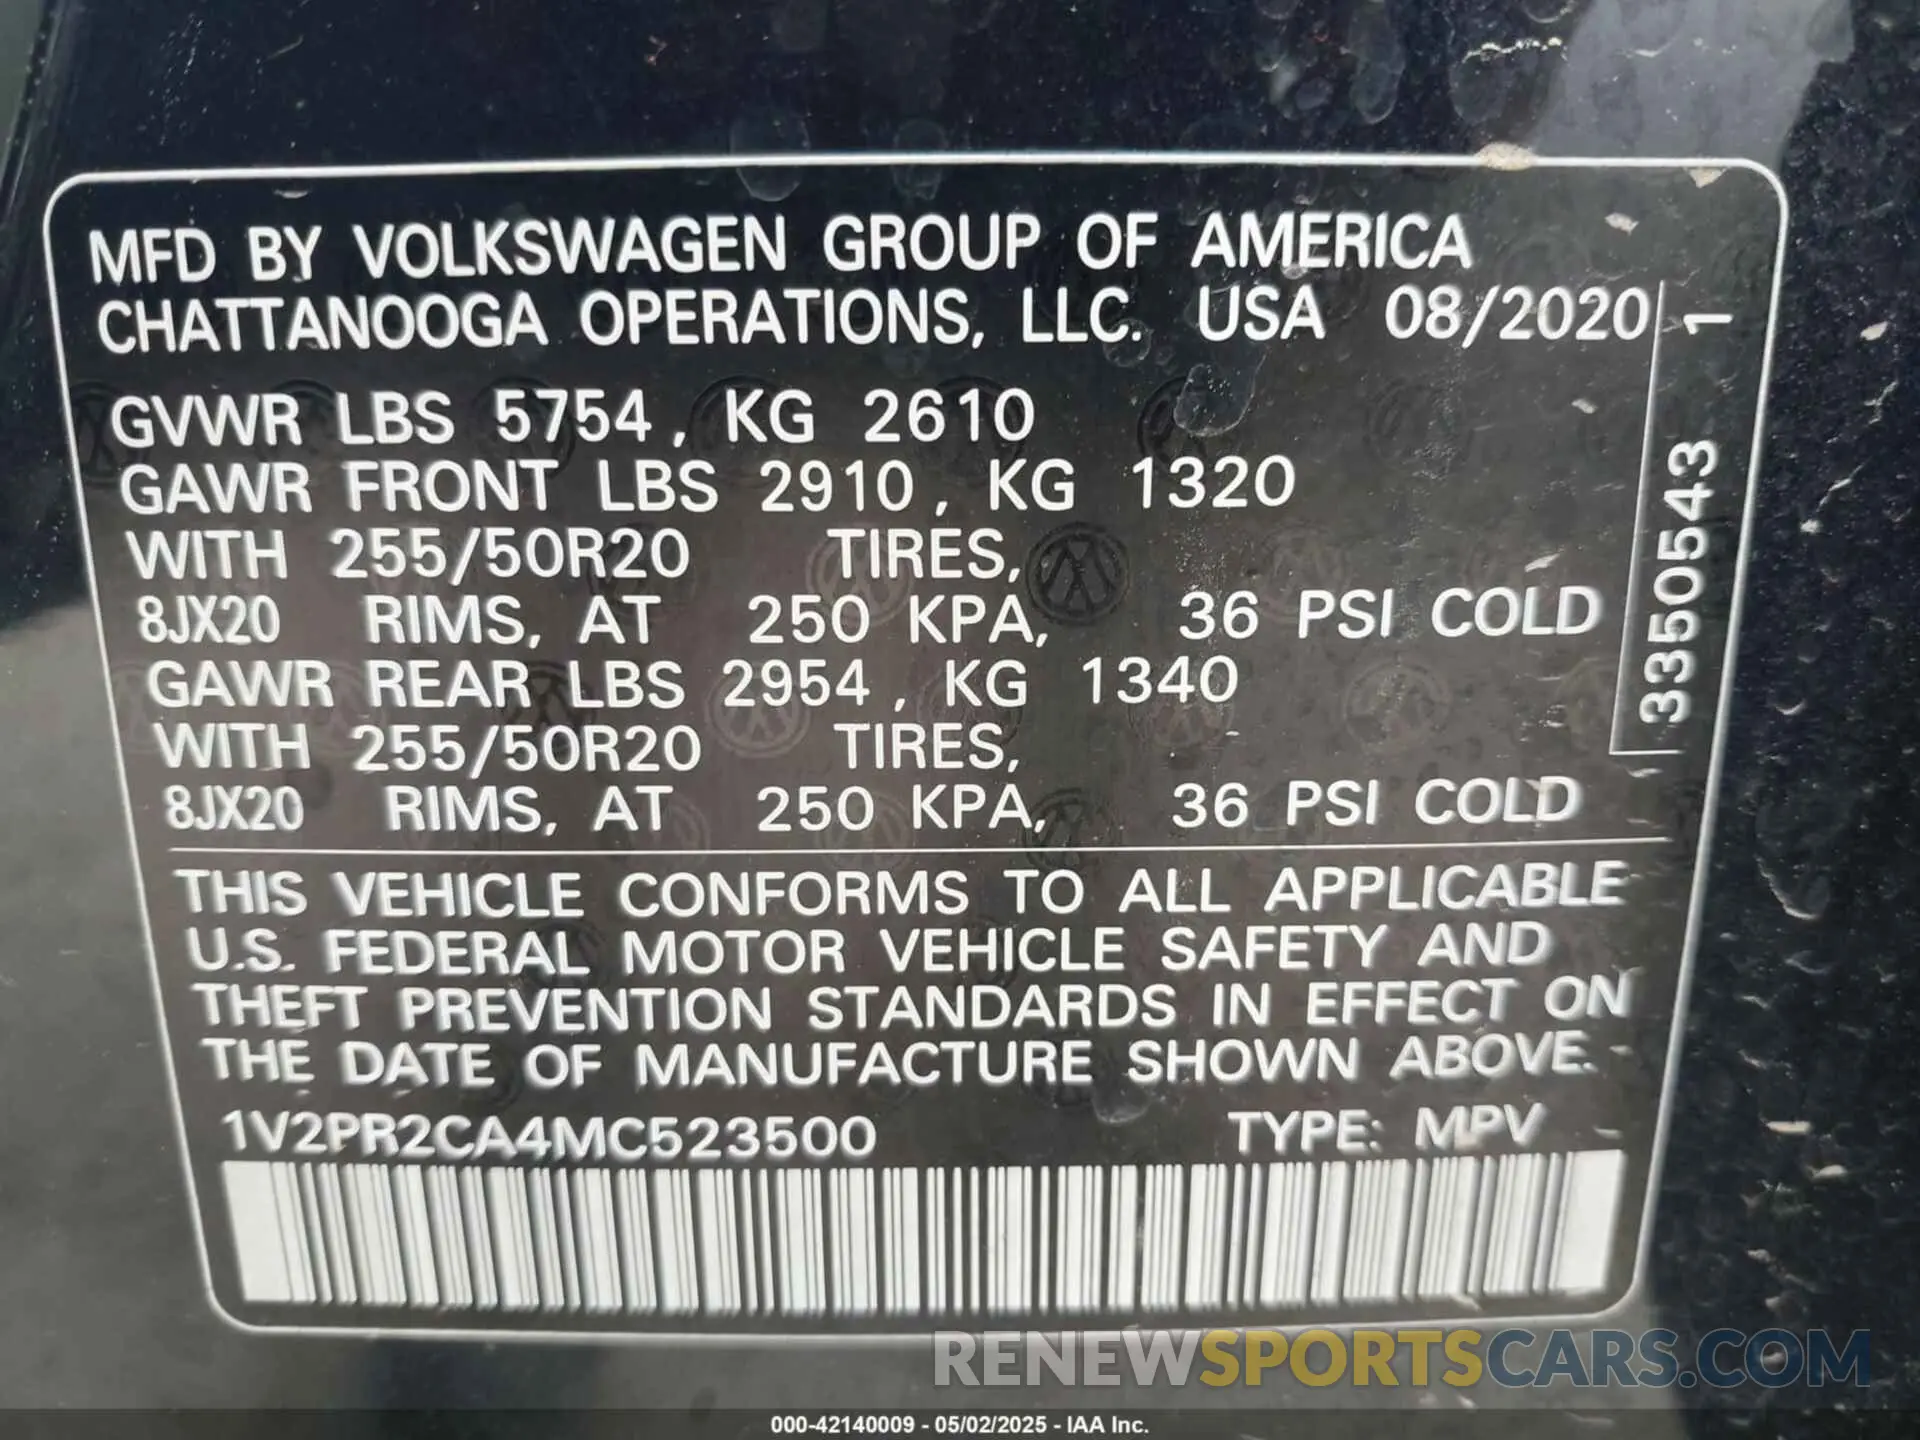 MFD BY VOLKSWAGEN GROUP OF AMERICA
CHATTANOOGA OPERATIONS, LLC. USA 08/2020
GVWR LBS 5754, KG 2610
GAWR FRONT LBS 2910, KG 1320
WITH 255/50R20 TIRES,
8JX20 RIMS, AT 250 KPA, 36 PSI COLD
GAWR REAR LBS 2954, KG 1340
WITH 255/50R20 TIRES,
8JX20 RIMS, AT 250 KPA, 36 PSI COLD
3350543 1
THIS VEHICLE CONFORMS TO ALL APPLICABLE
U.S. FEDERAL MOTOR VEHICLE SAFETY AND
THEFT PREVENTION STANDARDS IN EFFECT ON
THE DATE OF MANUFACTURE SHOWN ABOVE.
1V2PR2CA4MC523500 TYPE: MPV
RENEWSPORTSCARS.COM
000-42140009 - 05/02/2025 - IAA Inc.